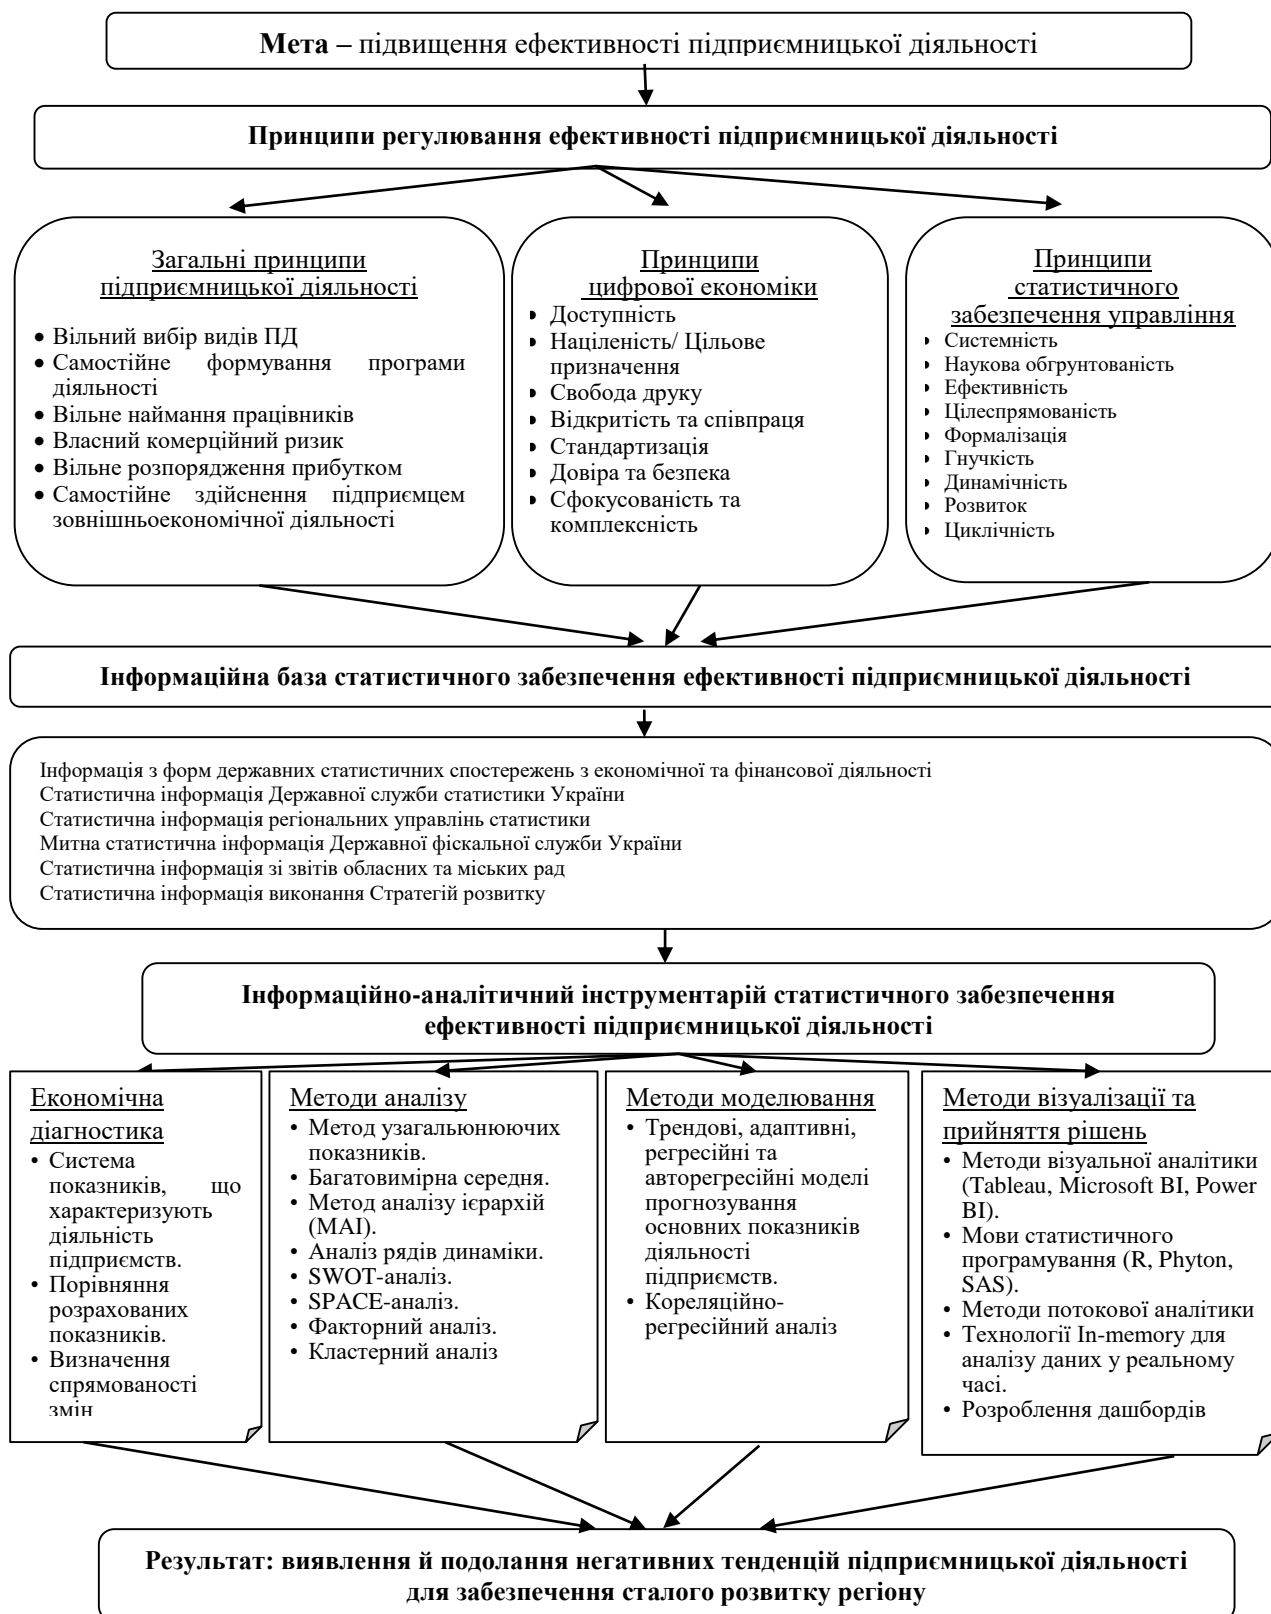 Мета – підвищення ефективності підприємницької діяльності
Принципи регулювання ефективності підприємницької діяльності
Загальні принципи
підприємницької діяльності
• Вільний вибір видів ПД
• Самостійне формування програми
діяльності
• Вільне наймання працівників
• Власний комерційний ризик
• Вільне розпорядження прибутком
• Самостійне здійснення підприємцем
зовнішньоекономічної діяльності
Принципи
цифрової економіки
• Доступність
• Націленість/ Цільове
призначення
• Свобода друку
• Відкритість та співпраця
• Стандартизація
• Довіра та безпека
• Сфокусованість та
комплексність
Принципи
статистичного
забезпечення управління
• Системність
• Наукова обгрунтованість
• Ефективність
• Цілеспрямованість
• Формалізація
• Гнучкість
• Динамічність
• Розвиток
• Циклічність
Інформаційна база статистичного забезпечення ефективності підприємницької діяльності
Інформація з форм державних статистичних спостережень з економічної та фінансової діяльності
Статистична інформація Державної служби статистики України
Статистична інформація регіональних управлінь статистики
Митна статистична інформація Державної фіскальної служби України
Статистична інформація зі звітів обласних та міських рад
Статистична інформація виконання Стратегій розвитку
Інформаційно-аналітичний інструментарій статистичного забезпечення
ефективності підприємницької діяльності
Економічна
діагностика
• Система
показників, що
характеризують
діяльність
підприємств.
• Порівняння
розрахованих
показників.
• Визначення
спрямованості
змін
Методи аналізу
• Метод узагальюнюючих
показників.
• Багатовимірна середня.
• Метод аналізу ієрархій
(МАІ).
• Аналіз рядів динаміки.
• SWOT-аналіз.
• SPACE-аналіз.
• Факторний аналіз.
• Кластерний аналіз
Методи моделювання
• Трендові, адаптивні,
регресійні та
авторегресійні моделі
прогнозування
основних показників
діяльності
підприємств.
• Кореляційно-
регресійний аналіз
Методи візуалізації та
прийняття рішень
• Методи візуальної аналітики
(Tableau, Microsoft BI, Power
BI).
• Мови статистичного
програмування (R, Phyton,
SAS).
• Методи потокової аналітики
• Технології In-memory для
аналізу даних у реальному
часі.
• Розроблення дашбордів
Результат: виявлення й подолання негативних тенденцій підприємницької діяльності
для забезпечення сталого розвитку регіону